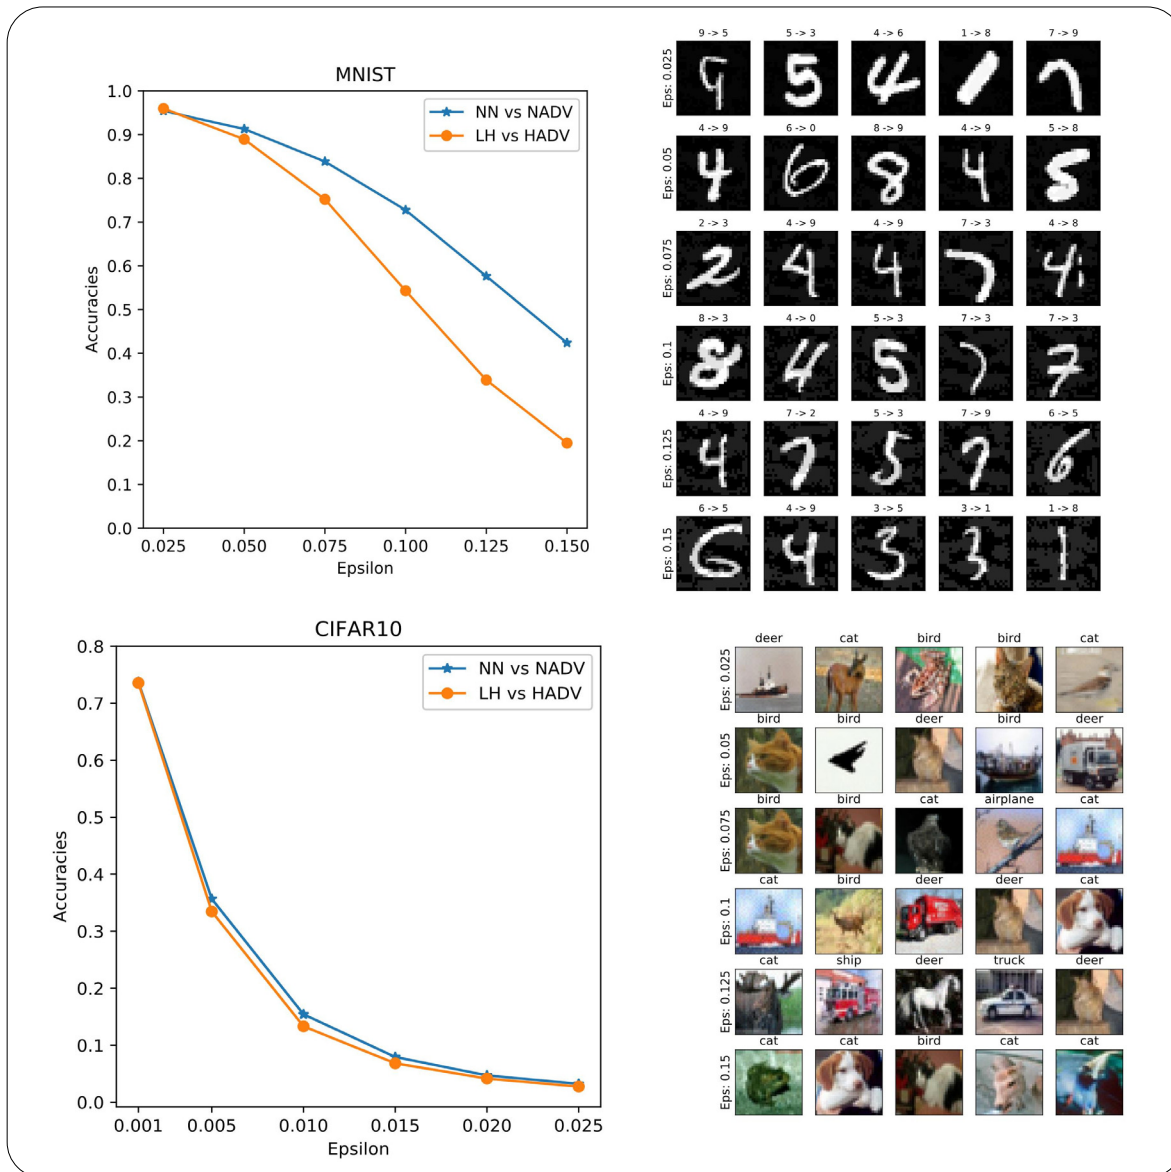 MNIST
1.0
0.9
0.8
0.7
0.6
0.5
0.4
0.3
0.2
0.1
0.0
Accuracies
NN vs NADV
LH vs HADV
0.025 0.050 0.075 0.100 0.125 0.150
Epsilon
9 -> 5 5 -> 3 4 -> 6 1 -> 8 7 -> 9
Eps: 0.025
4 -> 9 6 -> 0 8 -> 9 4 -> 9 5 -> 8
Eps: 0.05
2 -> 3 4 -> 9 4 -> 9 7 -> 3 4 -> 8
Eps: 0.075
8 -> 3 4 -> 0 5 -> 3 7 -> 3 7 -> 3
Eps: 0.1
4 -> 9 7 -> 2 5 -> 3 7 -> 9 6 -> 5
Eps: 0.125
6 -> 5 4 -> 9 3 -> 5 3 -> 1 1 -> 8
Eps: 0.15
CIFAR10
0.8
0.7
0.6
0.5
0.4
0.3
0.2
0.1
0.0
Accuracies
NN vs NADV
LH vs HADV
0.001 0.005 0.010 0.015 0.020 0.025
Epsilon
deer cat bird bird cat
Eps: 0.025
bird bird deer bird deer
Eps: 0.05
bird bird cat airplane cat
Eps: 0.075
cat bird deer deer cat
Eps: 0.1
cat ship deer truck deer
Eps: 0.125
cat cat bird cat cat
Eps: 0.15